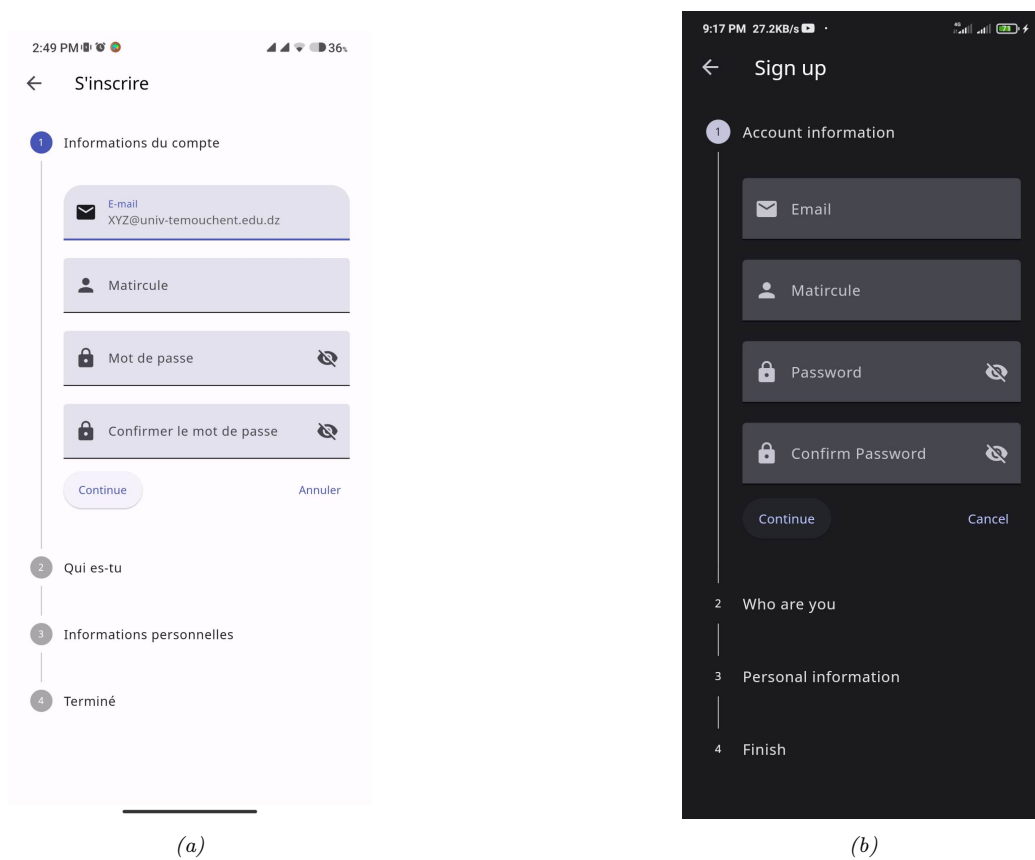 2:49 PM
36%
S'inscrire
1 Informations du compte
E-mail
XYZ@univ-temouchent.edu.dz
Matircule
Mot de passe
Confirmer le mot de passe
Continue Annuler
2 Qui es-tu
3 Informations personnelles
4 Terminé
(a)
9:17 PM 27.2KB/s
4G
71
Sign up
1 Account information
Email
Matircule
Password
Confirm Password
Continue Cancel
2 Who are you
3 Personal information
4 Finish
(b)